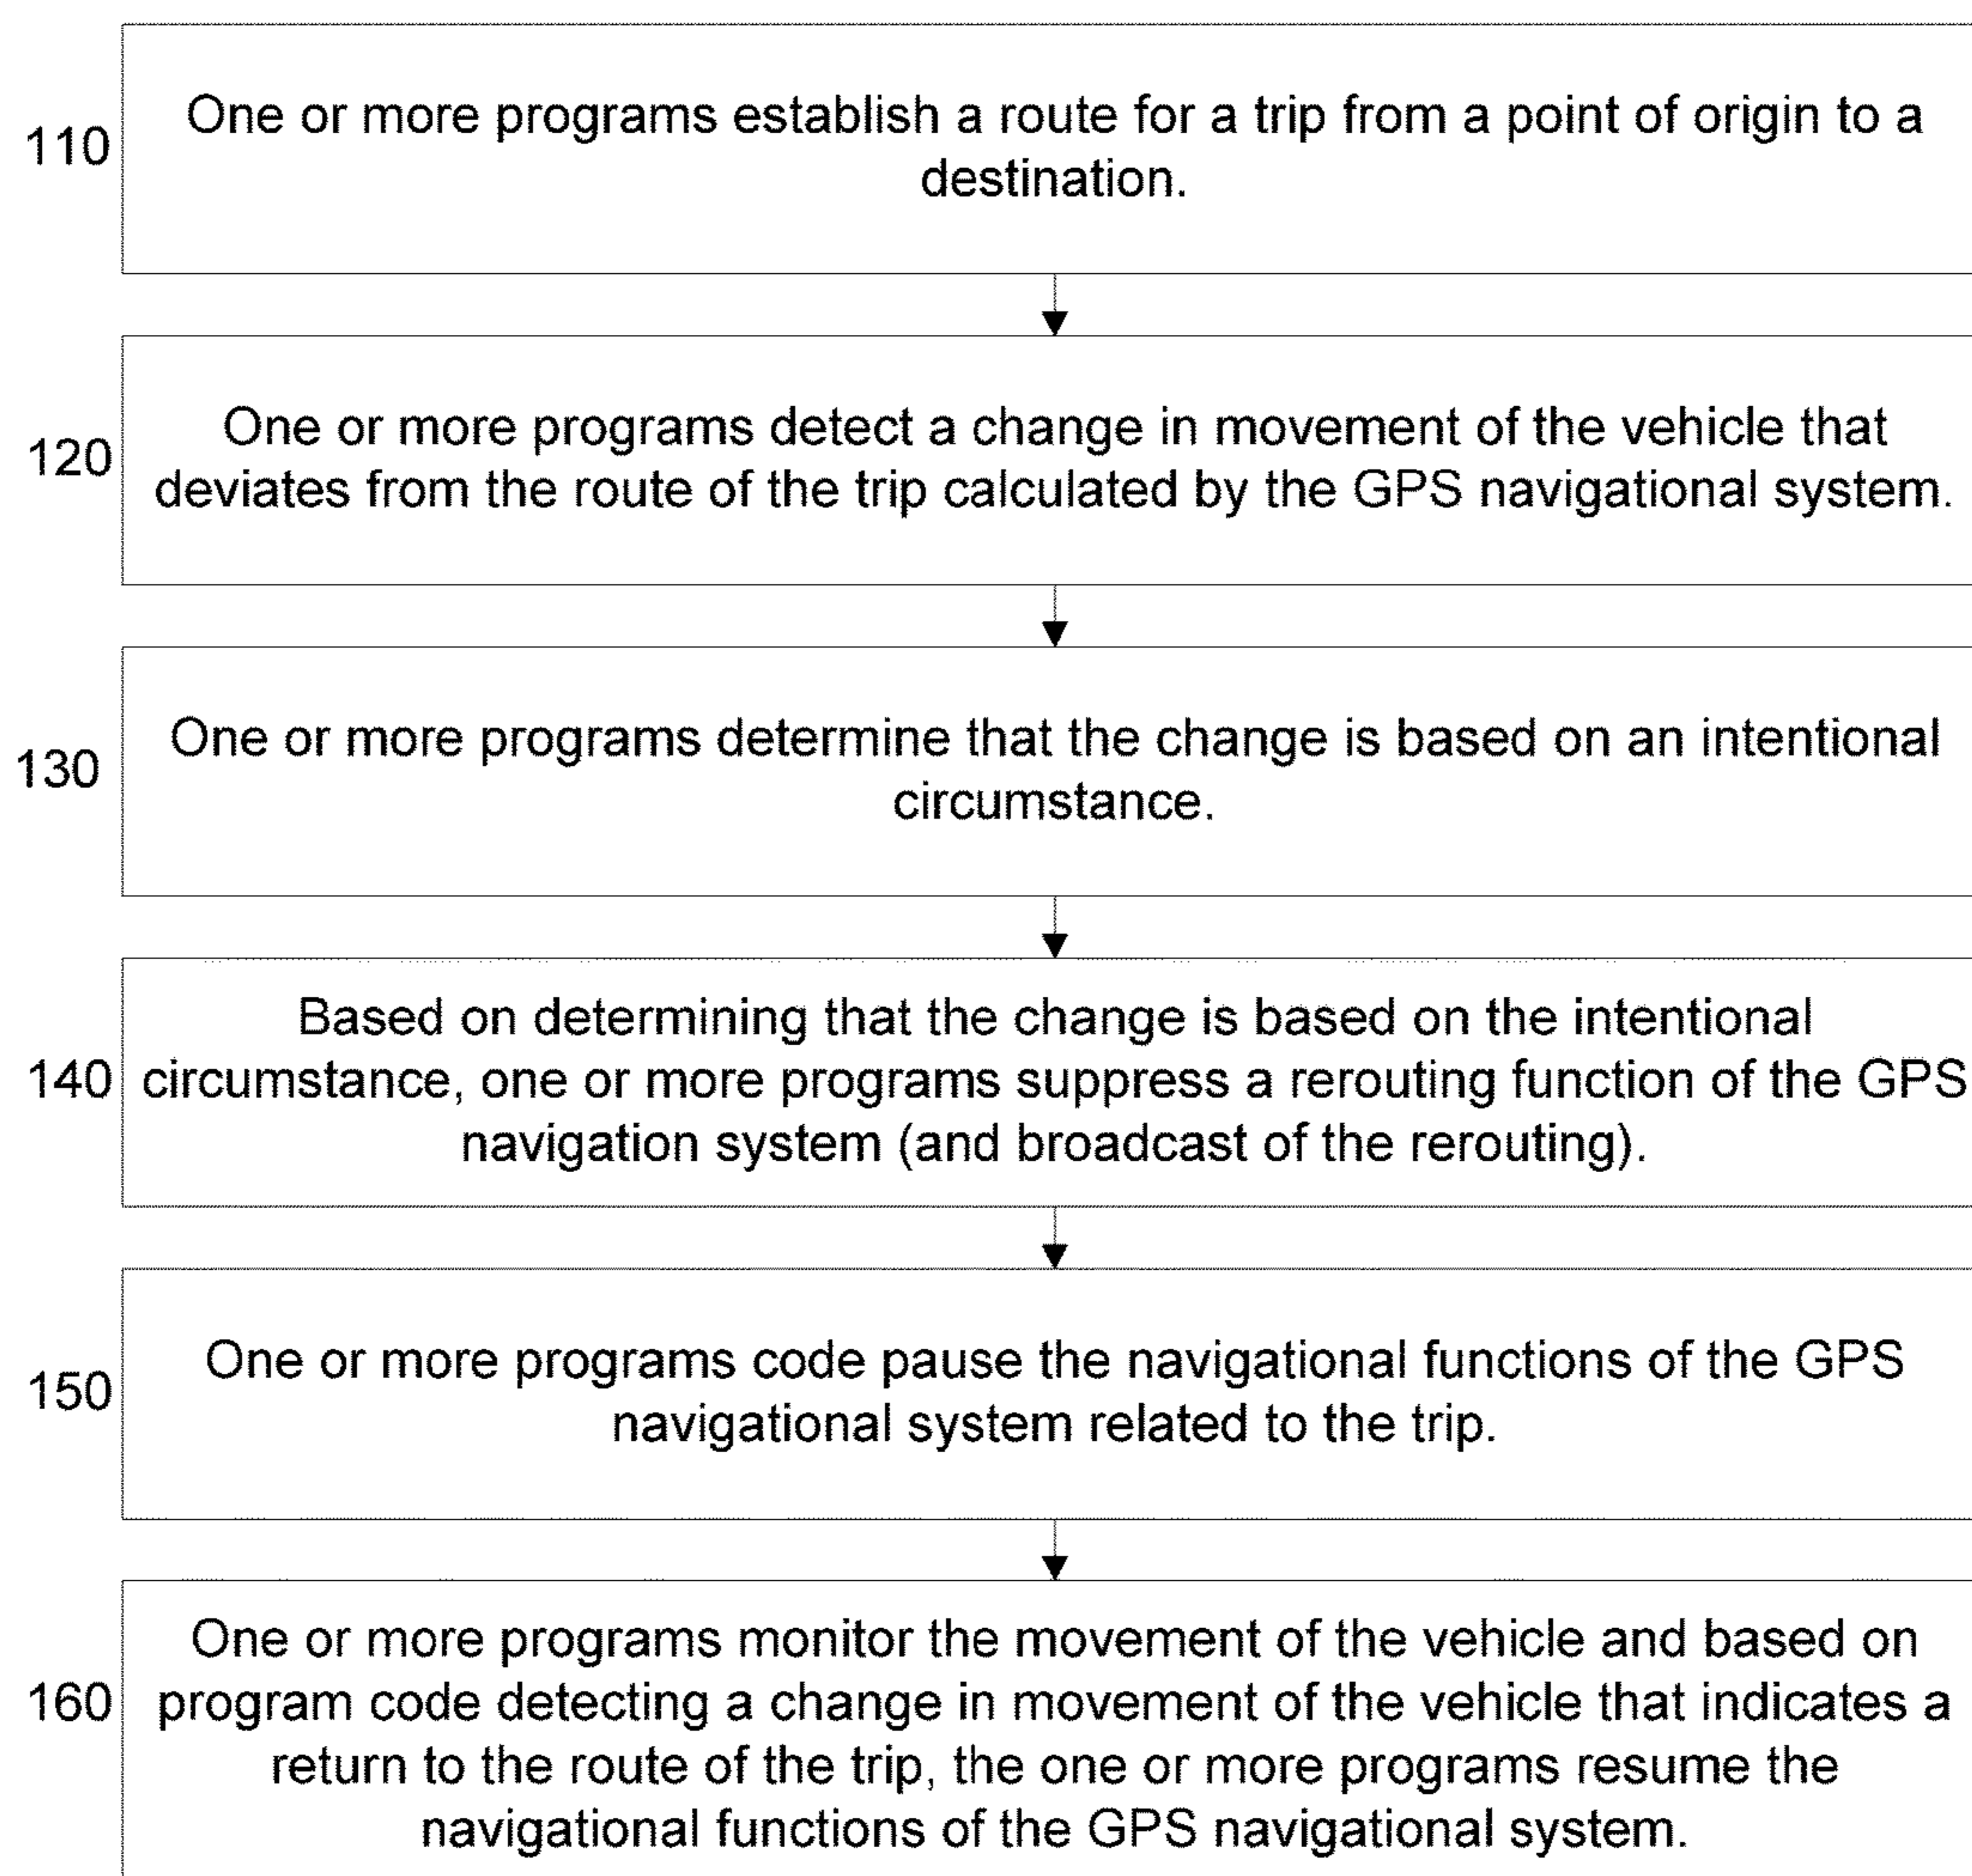 110
One or more programs establish a route for a trip from a point of origin to a
destination.
120
One or more programs detect a change in movement of the vehicle that
deviates from the route of the trip calculated by the GPS navigational system.
130
One or more programs determine that the change is based on an intentional
circumstance.
140
Based on determining that the change is based on the intentional
circumstance, one or more programs suppress a rerouting function of the GPS
navigation system (and broadcast of the rerouting).
150
One or more programs code pause the navigational functions of the GPS
navigational system related to the trip.
160
One or more programs monitor the movement of the vehicle and based on
program code detecting a change in movement of the vehicle that indicates a
return to the route of the trip, the one or more programs resume the
navigational functions of the GPS navigational system.